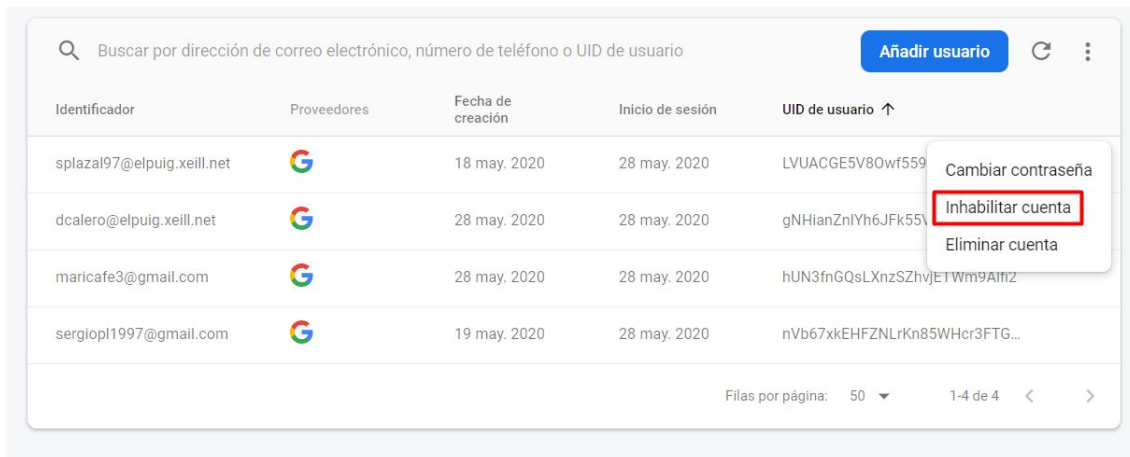 Buscar por dirección de correo electrónico, número de teléfono o UID de usuario
Añadir usuario
Identificador Proveedores Fecha de creación Inicio de sesión UID de usuario
splazal97@elpuig.xeill.net 18 may. 2020 28 may. 2020
Cambiar contraseña
dcalero@elpuig.xeill.net 28 may. 2020 28 may. 2020
Inhabilitar cuenta
Eliminar cuenta
maricafe3@gmail.com 28 may. 2020 28 may. 2020
sergiopl1997@gmail.com 19 may. 2020 28 may. 2020 nVb67xkEHFZNLrKn85WHcr3FTG...
Filas por página: 50 1-4 de 4